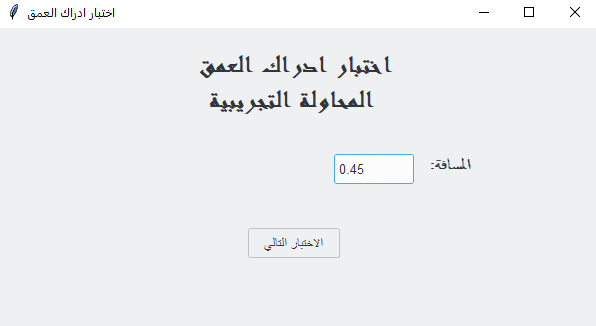 اختبار ادراك العمق
اختبار ادراك العمق
المحاولة التجريبية
المسافة:
0.45
الاختبار التالي